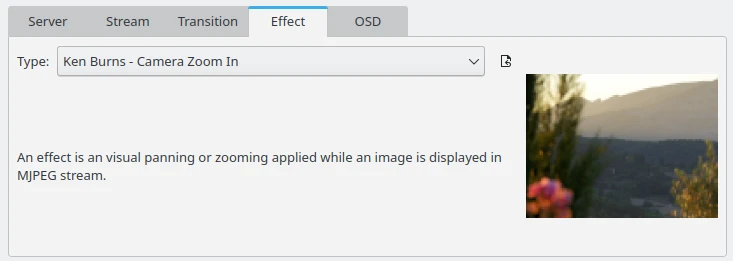 Server Stream Transition Effect OSD
Type: Ken Burns - Camera Zoom In
An effect is an visual panning or zooming applied while an image is displayed in
MJPEG stream.